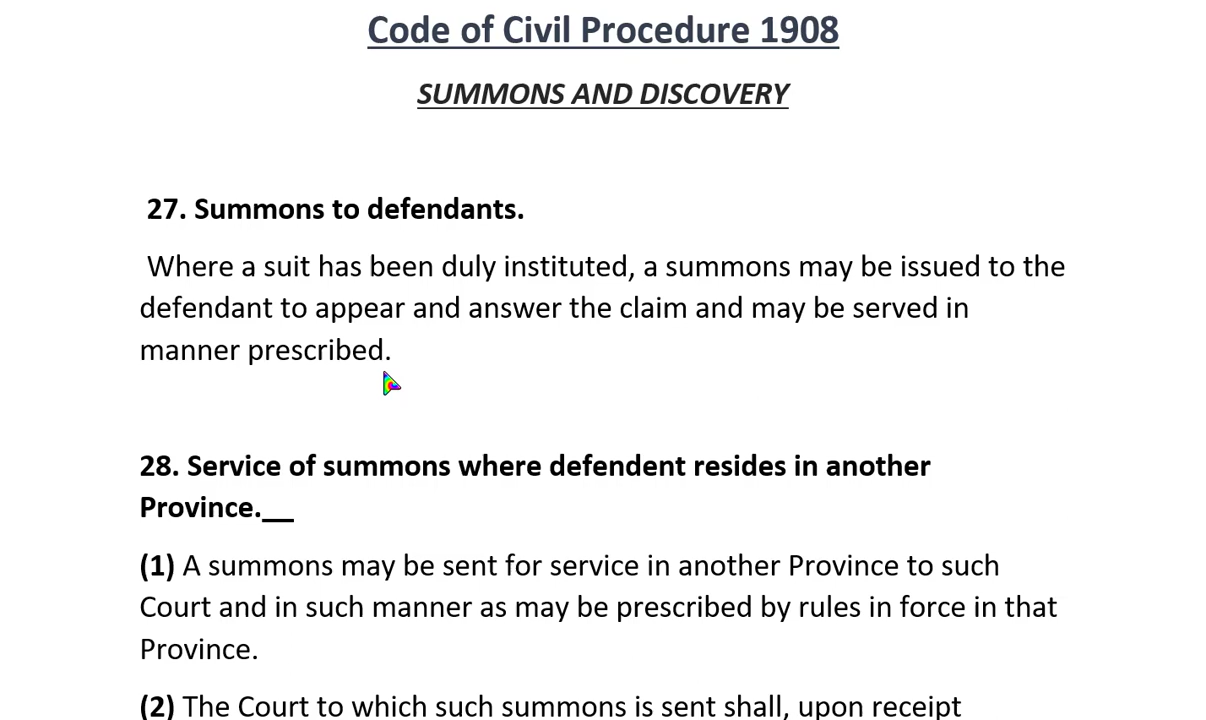 Code of Civil Procedure 1908
SUMMONS AND DISCOVERY
27. Summons to defendants.
Where a suit has been duly instituted, a summons may be issued to the
defendant to appear and answer the claim and may be served in
manner prescribed.
28. Service of summons where defendent resides in another
Province.__
(1) A summons may be sent for service in another Province to such
Court and in such manner as may be prescribed by rules in force in that
Province.
(2) The Court to which such summons is sent shall, upon receipt